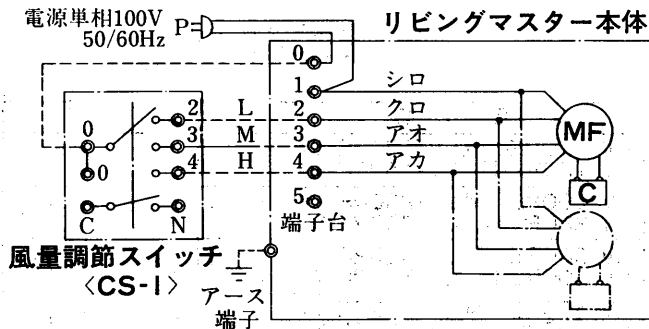 電源単相100V
50/60Hz
P
リビングマスター本体
0
1
2
3
4
5
端子台
シロ
クロ
アオ
アカ
MF
C
L
M
H
0
0
2
3
4
C
N
風量調節スイッチ
〈CS-1〉
アース
端子